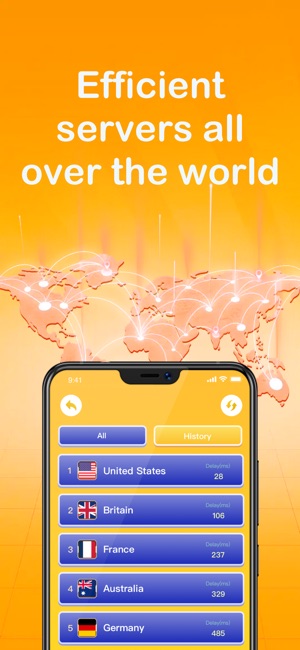 Efficient
servers all
over the world
9:41
All
History
1 United States
Delay(ms)
28
2 Britain
Delay(ms)
106
3 France
Delay(ms)
237
4 Australia
Delay(ms)
329
5 Germany
Delay(ms)
485